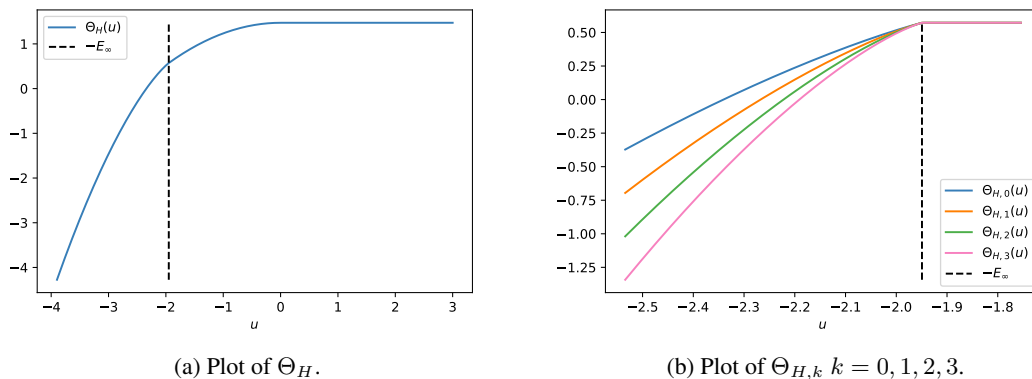 Θ_H(u)
−E_∞
1
0
−1
−2
−3
−4
−4 −3 −2 −1 0 1 2 3
u
(a) Plot of Θ_H.
0.50
0.25
0.00
−0.25
−0.50
−0.75
−1.00
−1.25
Θ_{H,0}(u)
Θ_{H,1}(u)
Θ_{H,2}(u)
Θ_{H,3}(u)
−E_∞
−2.5 −2.4 −2.3 −2.2 −2.1 −2.0 −1.9 −1.8
u
(b) Plot of Θ_{H,k} k = 0, 1, 2, 3.